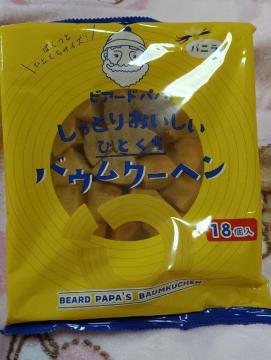 ぱくっと
ひとくちサイズ!
バニラ
ビアードパパ
しっとりおいしい
ひとくち
バウムクーヘン
18個入
BEARD PAPA'S BAUMKUCHEN